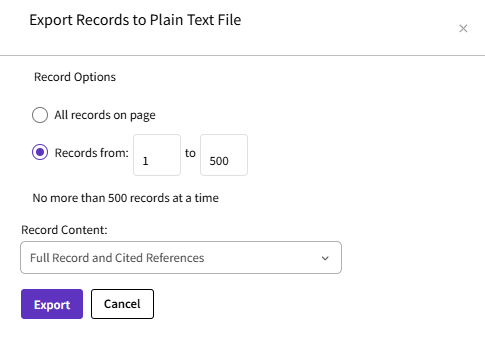 Export Records to Plain Text File
Record Options
All records on page
Records from: 1 to 500
No more than 500 records at a time
Record Content:
Full Record and Cited References
Export Cancel